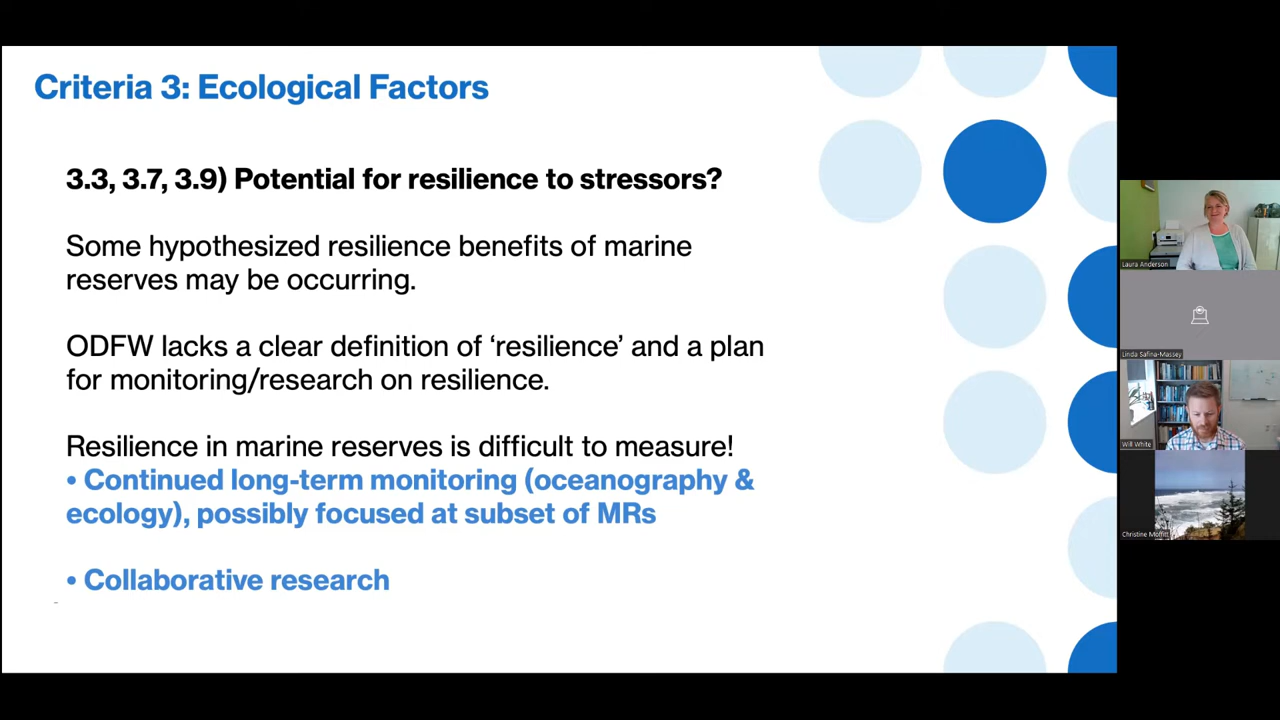 Criteria 3: Ecological Factors
3.3, 3.7, 3.9) Potential for resilience to stressors?
Some hypothesized resilience benefits of marine
reserves may be occurring.
ODFW lacks a clear definition of ‘resilience’ and a plan
for monitoring/research on resilience.
Resilience in marine reserves is difficult to measure!
• Continued long-term monitoring (oceanography &
ecology), possibly focused at subset of MRs
• Collaborative research
Laura Anderson
Linda Safina-Massey
Will White
Christine Moffitt